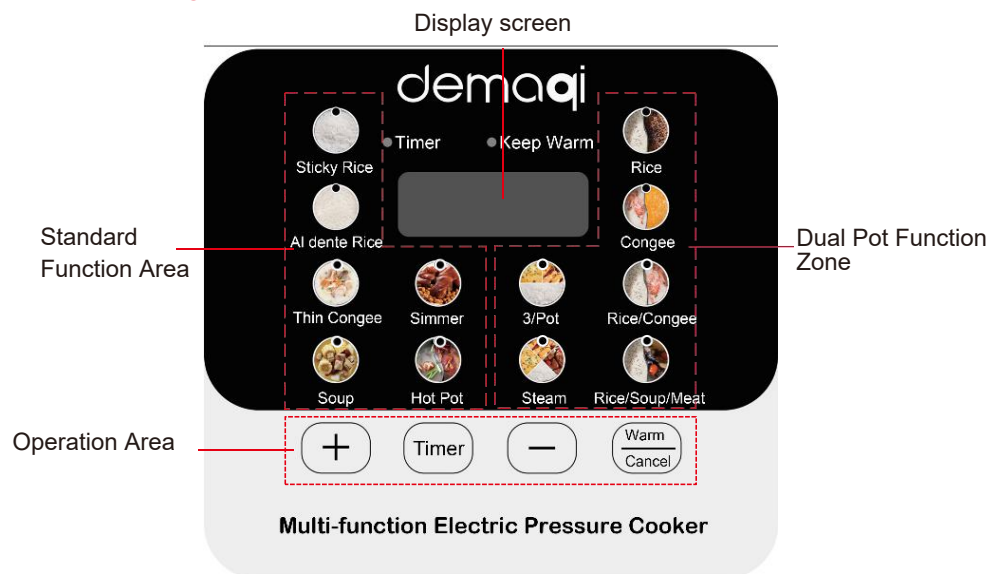 Display screen
demaqi
Timer
Keep Warm
Sticky Rice
Rice
Al dente Rice
Congee
Standard
Function Area
Dual Pot Function
Zone
Thin Congee
Simmer
3/Pot
Rice/Congee
Soup
Hot Pot
Steam
Rice/Soup/Meat
Operation Area
+
Timer
−
Warm
Cancel
Multi-function Electric Pressure Cooker